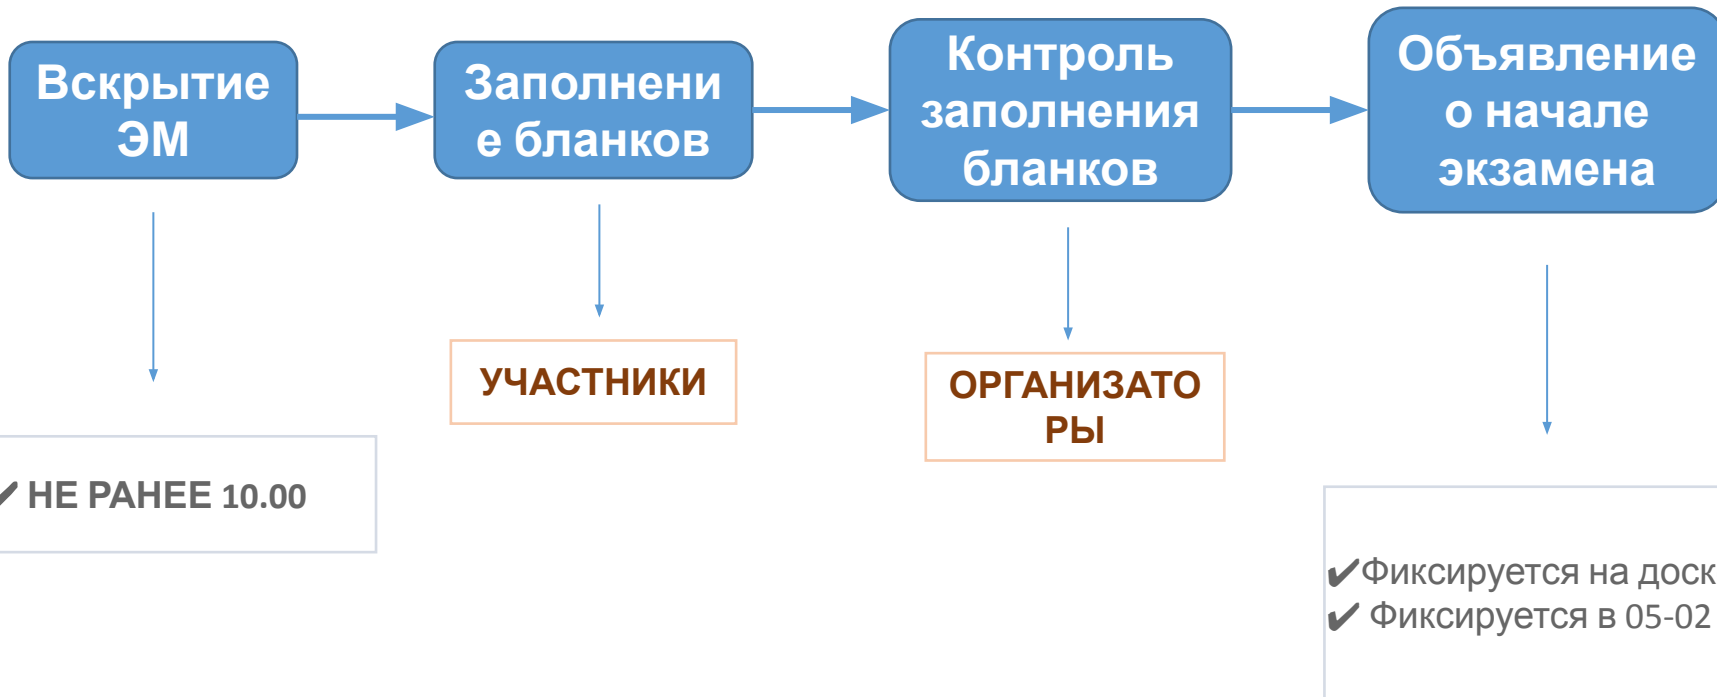 Вскрытие
ЭМ
Заполнени
е бланков
Контроль
заполнения
бланков
Объявление
о начале
экзамена
УЧАСТНИКИ
ОРГАНИЗАТО
РЫ
✔ НЕ РАНЕЕ 10.00
✔Фиксируется на доск
✔ Фиксируется в 05-02